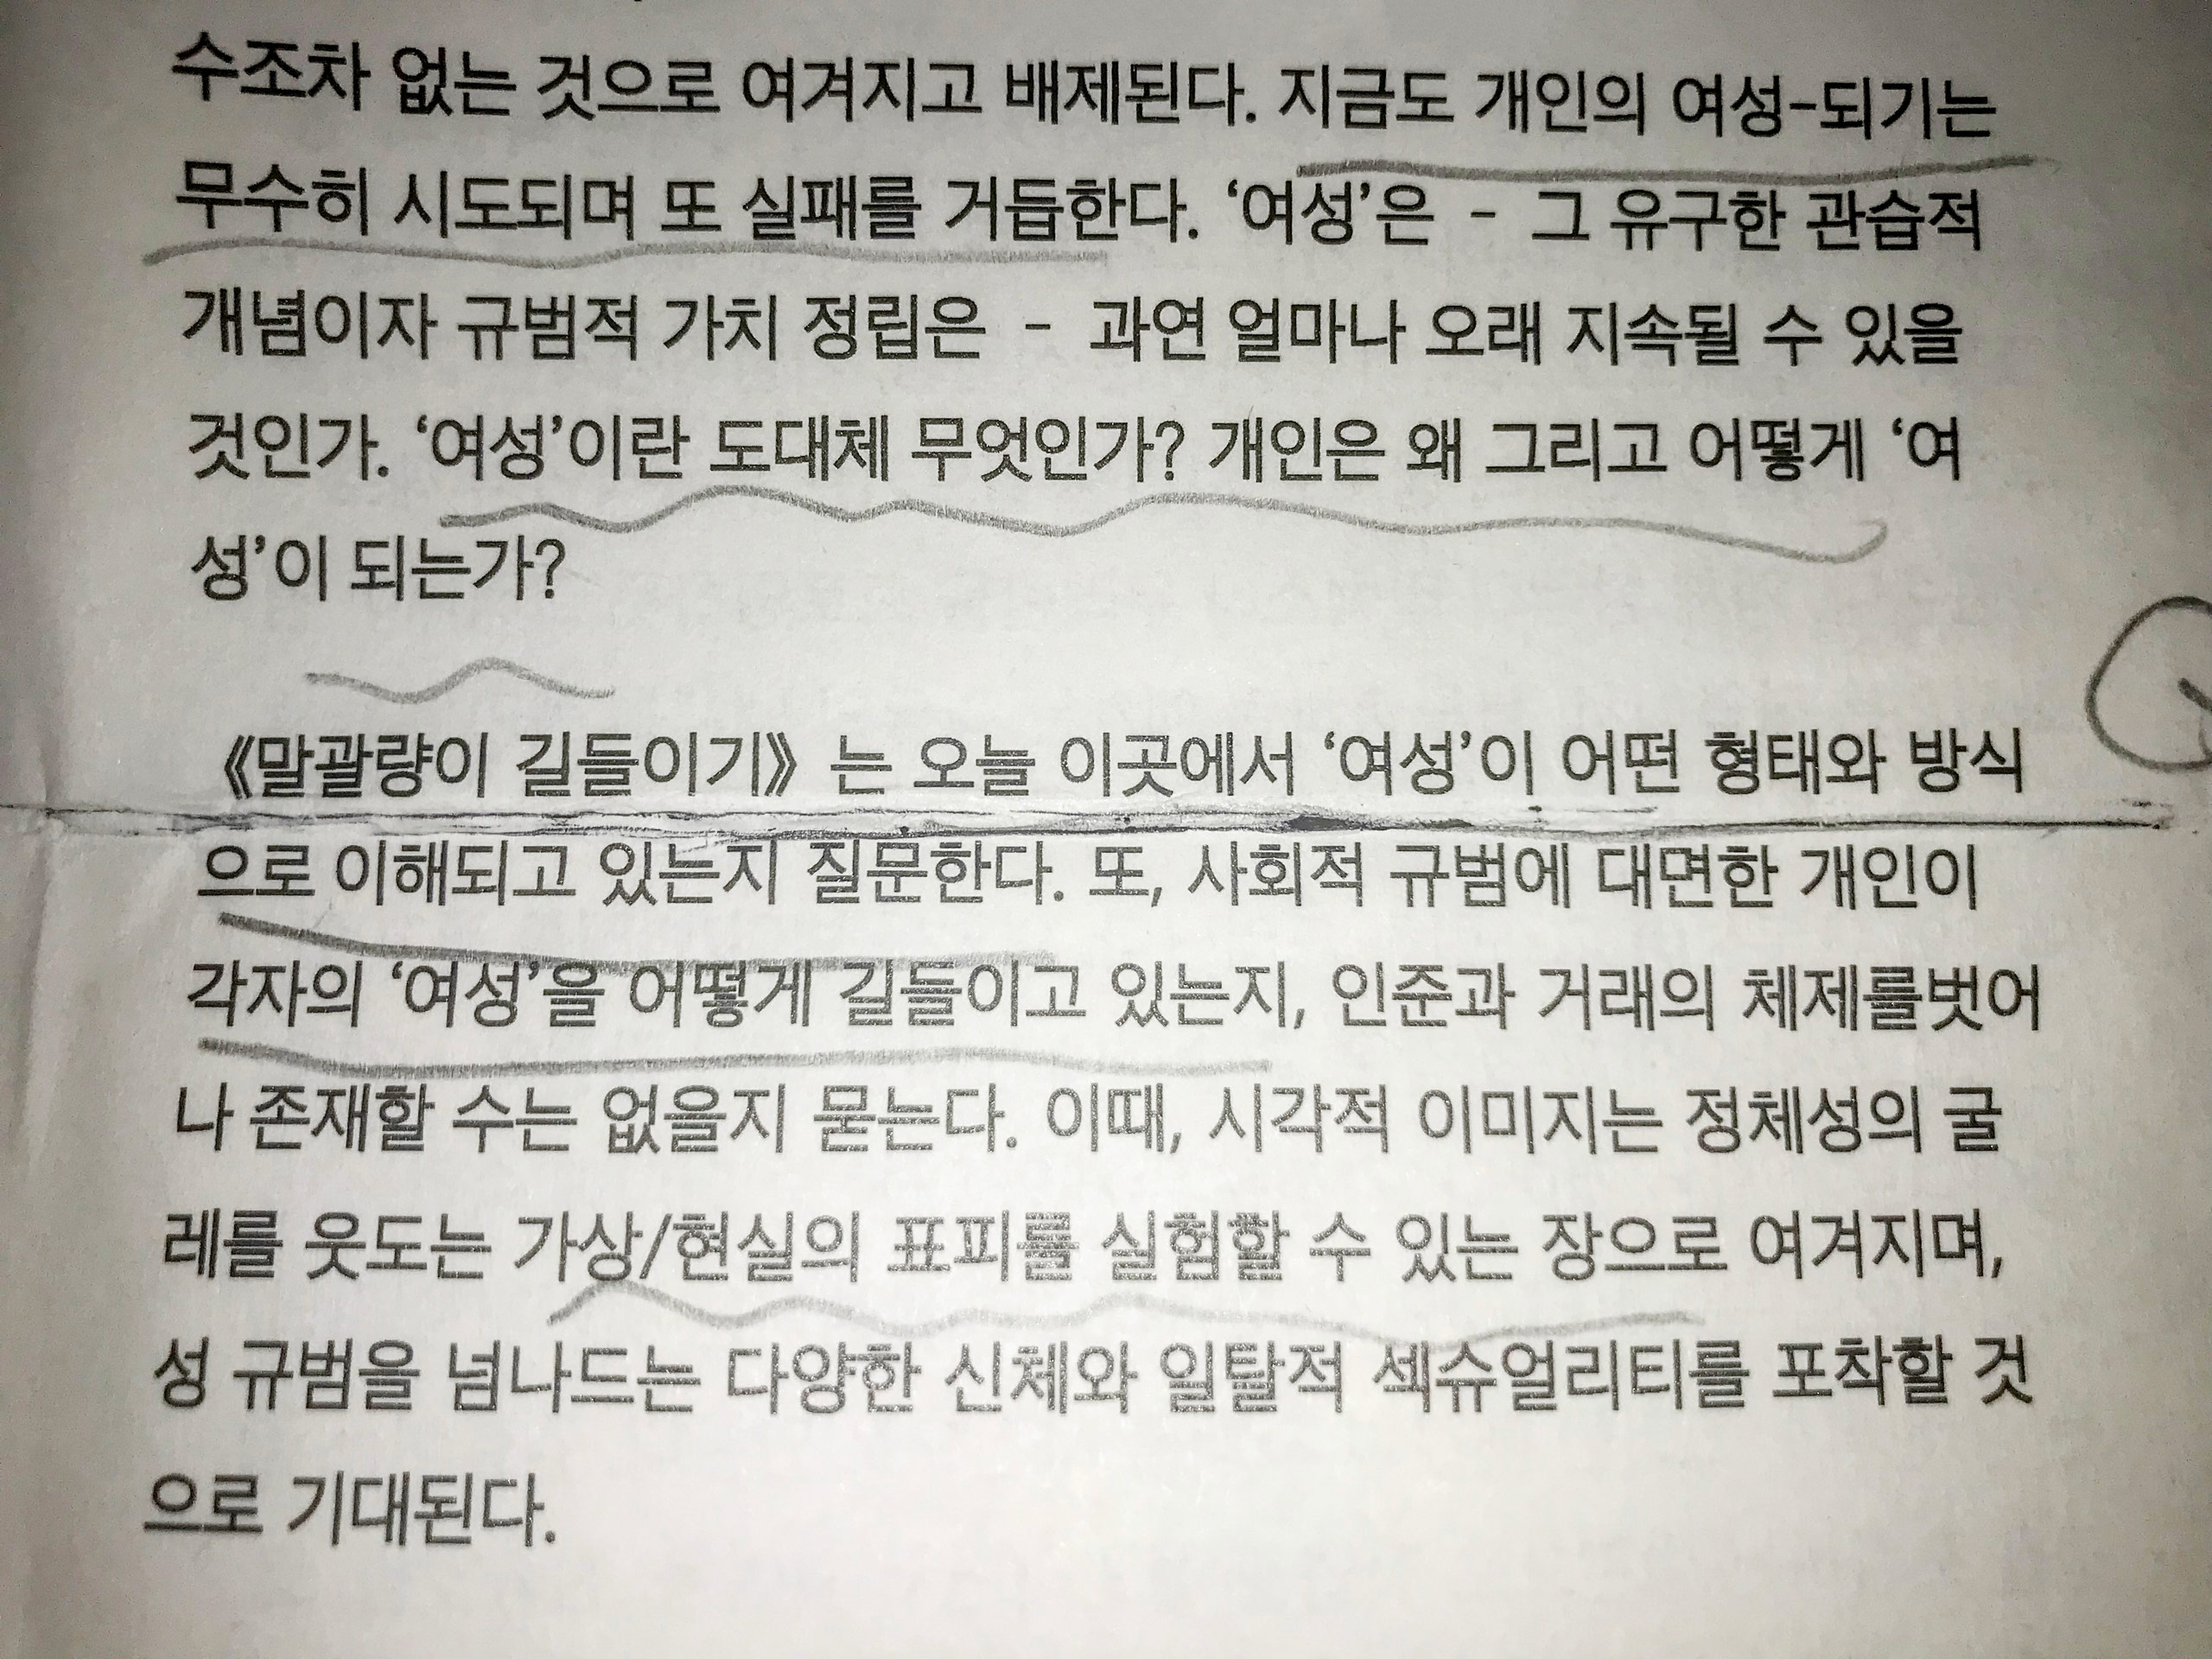 수조차 없는 것으로 여겨지고 배제된다. 지금도 개인의 여성-되기는
무수히 시도되며 또 실패를 거듭한다. ‘여성’은 - 그 유구한 관습적
개념이자 규범적 가치 정립은 - 과연 얼마나 오래 지속될 수 있을
것인가. ‘여성’이란 도대체 무엇인가? 개인은 왜 그리고 어떻게 ‘여
성’이 되는가?
《말괄량이 길들이기》 는 오늘 이곳에서 ‘여성’이 어떤 형태와 방식
으로 이해되고 있는지 질문한다. 또, 사회적 규범에 대면한 개인이
각자의 ‘여성’을 어떻게 길들이고 있는지, 인준과 거래의 체제를벗어
나 존재할 수는 없을지 묻는다. 이때, 시각적 이미지는 정체성의 굴
레를 웃도는 가상/현실의 표피를 실험할 수 있는 장으로 여겨지며,
성 규범을 넘나드는 다양한 신체와 일탈적 섹슈얼리티를 포착할 것
으로 기대된다.